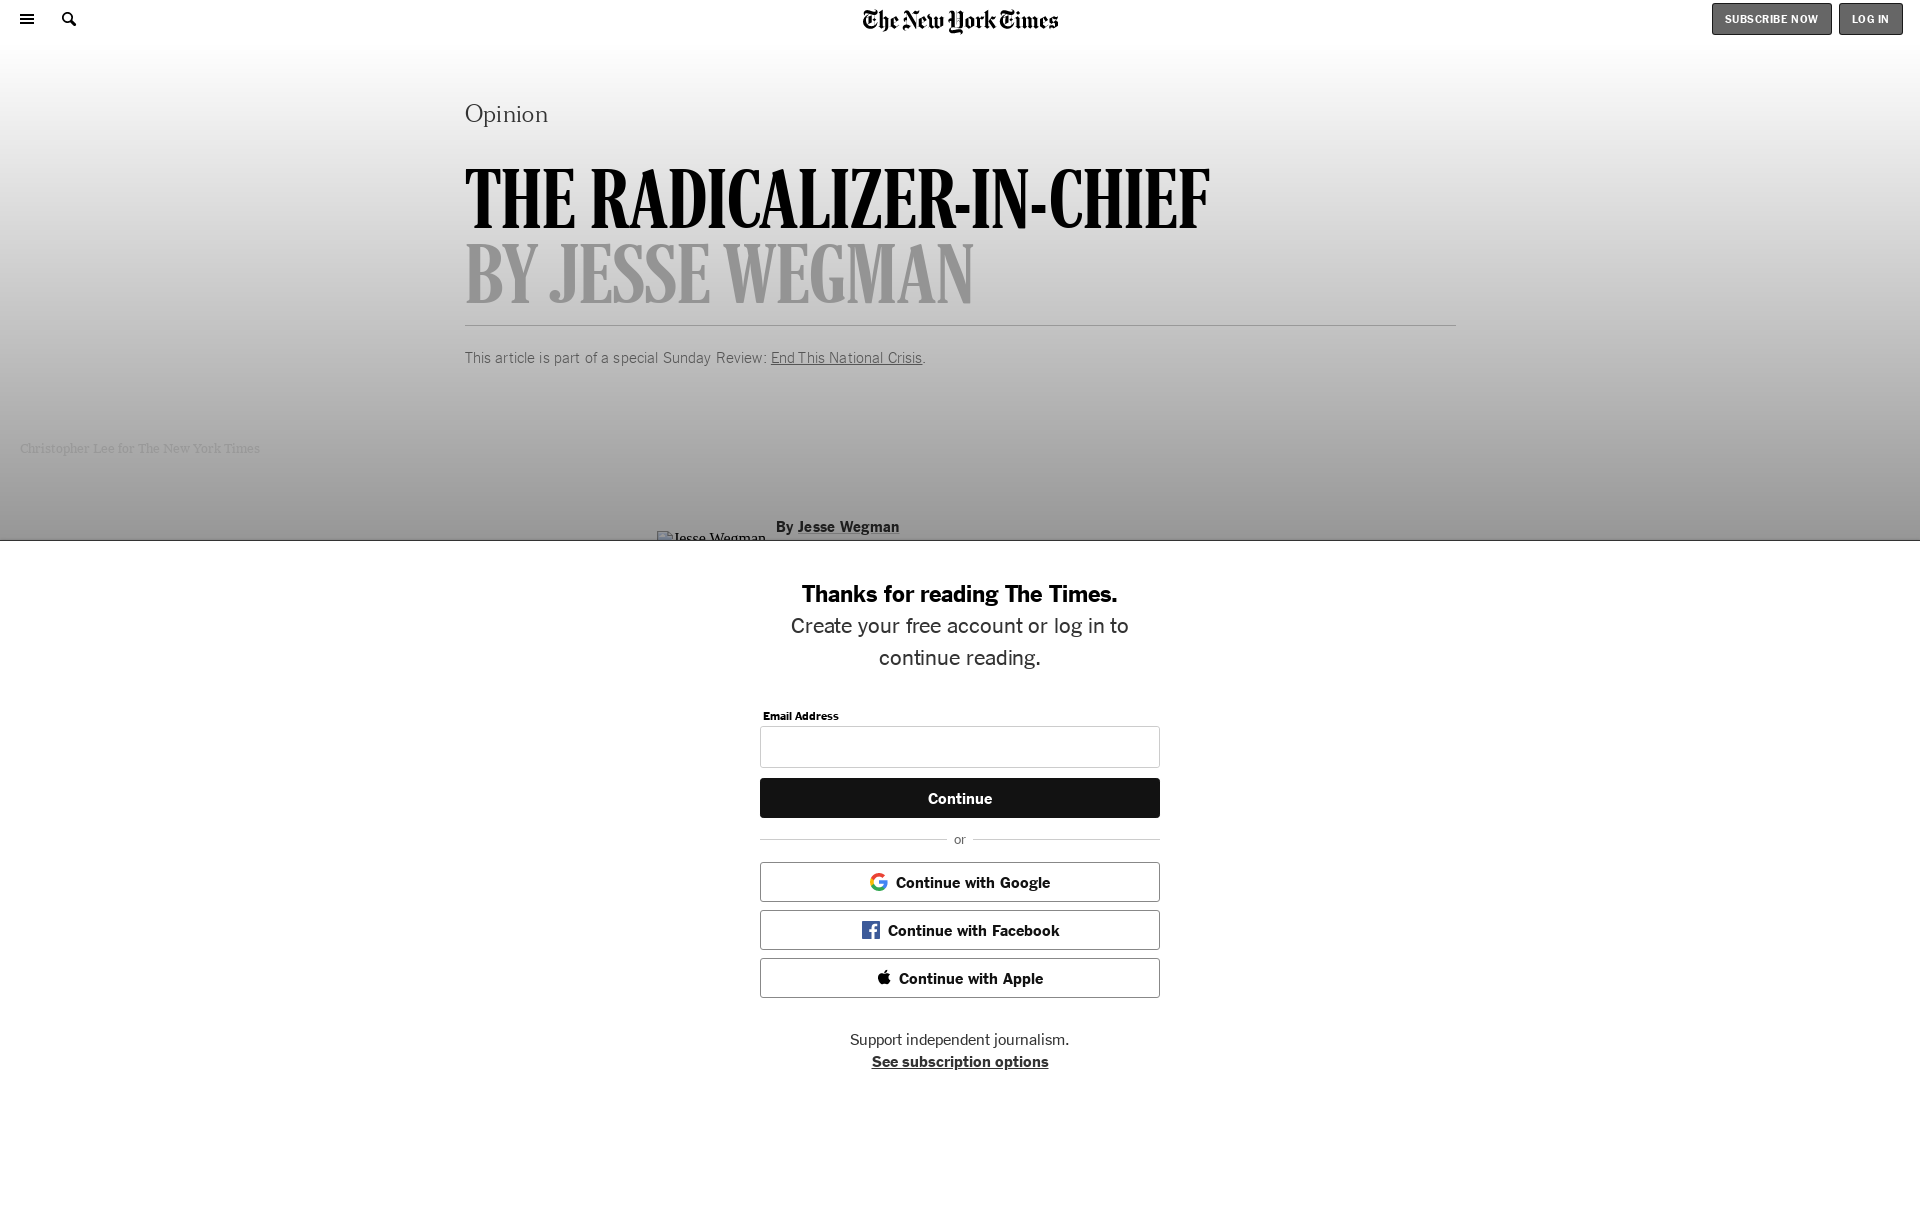 The New York Times
SUBSCRIBE NOW
LOG IN
Opinion
THE RADICALIZER-IN-CHIEF
BY JESSE WEGMAN
This article is part of a special Sunday Review: End This National Crisis.
Christopher Lee for The New York Times
By Jesse Wegman
Jesse Wegman
Thanks for reading The Times.
Create your free account or log in to
continue reading.
Email Address
Continue
or
Continue with Google
Continue with Facebook
Continue with Apple
Support independent journalism.
See subscription options